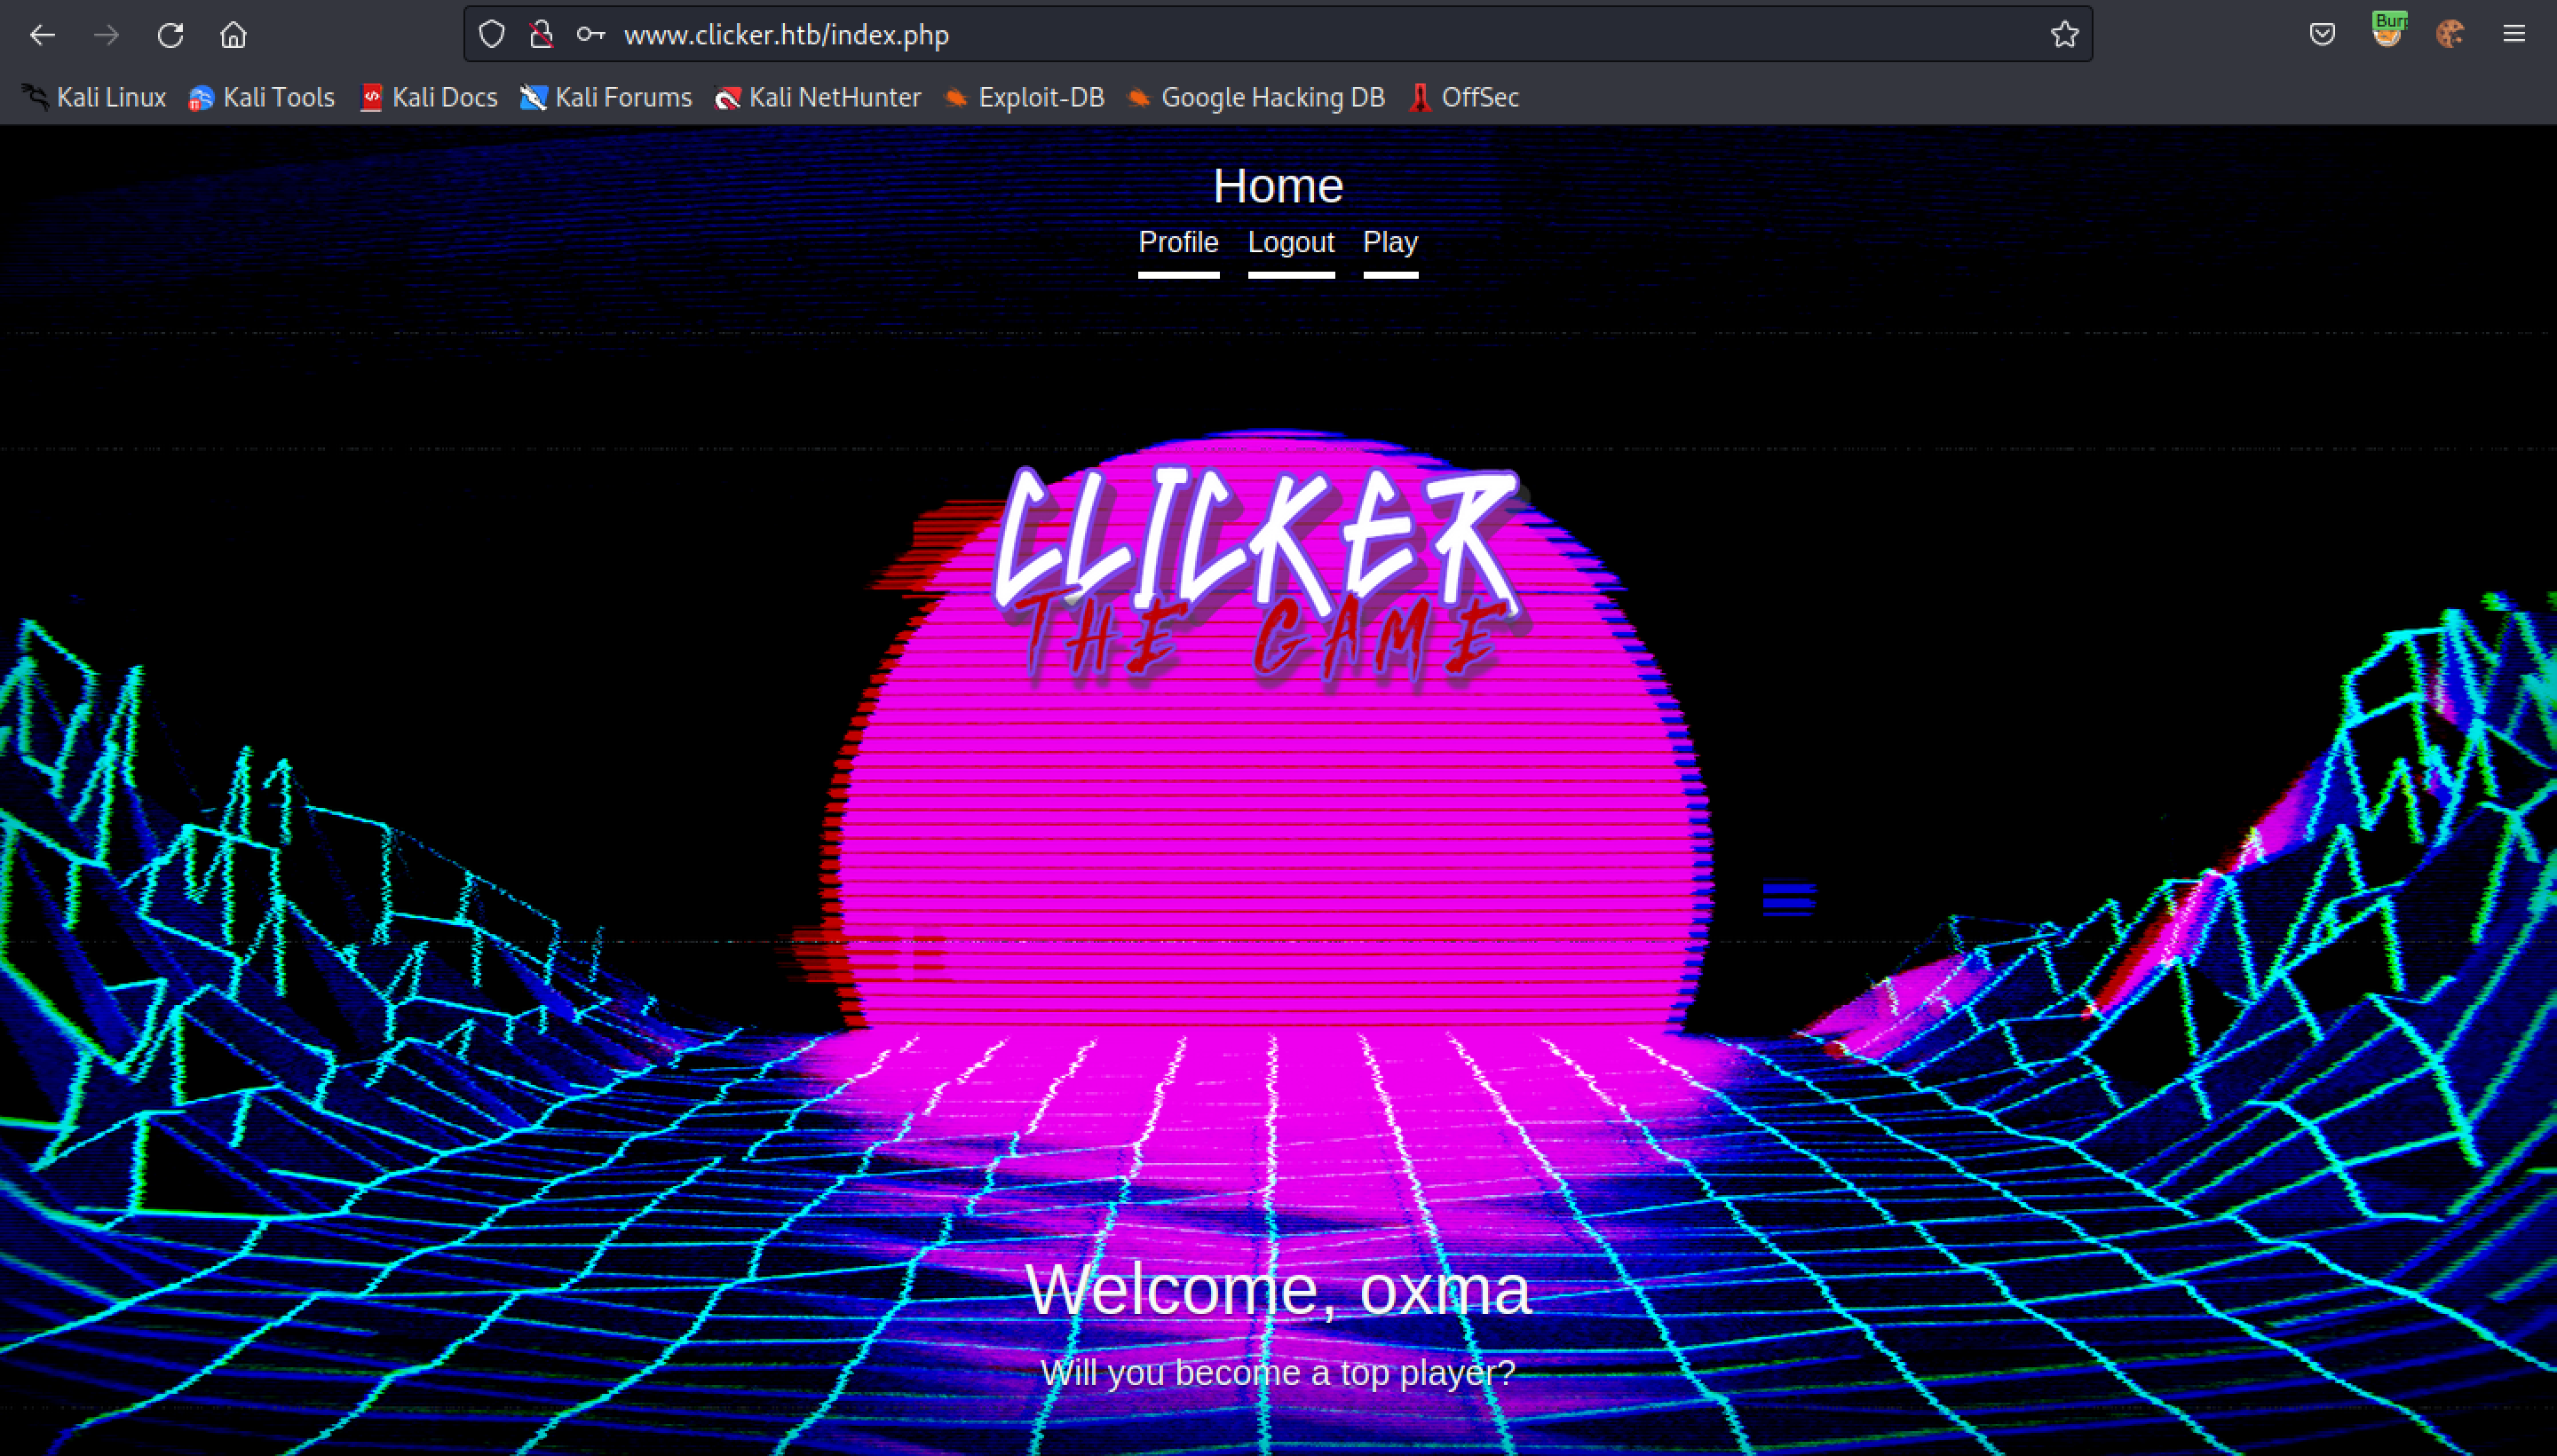 www.clicker.htb/index.php
Burp
Kali Linux Kali Tools Kali Docs Kali Forums Kali NetHunter Exploit-DB Google Hacking DB OffSec
Home
Profile Logout Play
CLICKER
THE GAME
Welcome, oxma
Will you become a top player?